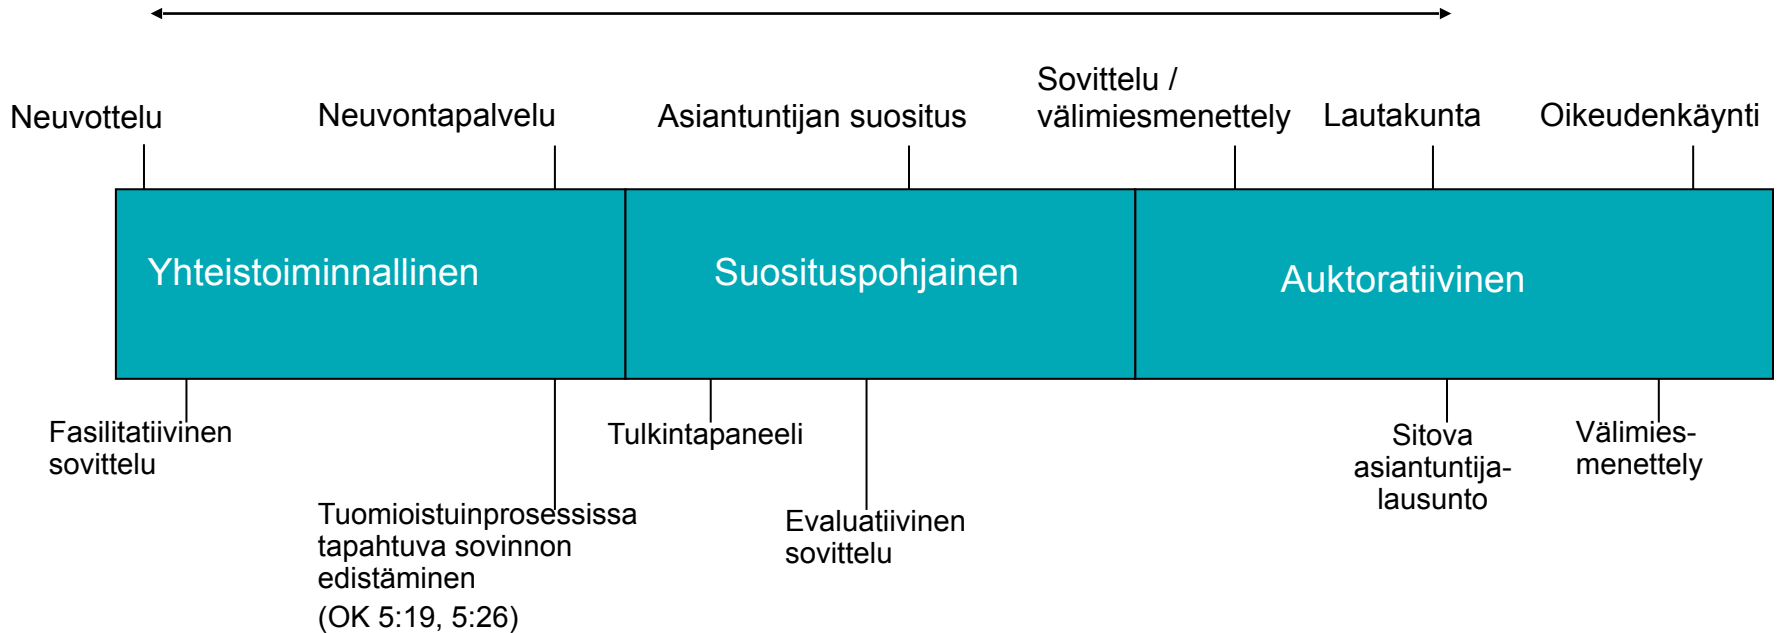 Neuvottelu
Neuvontapalvelu
Asiantuntijan suositus
Sovittelu /
välimiesmenettely
Lautakunta
Oikeudenkäynti
Yhteistoiminnallinen
Suosituspohjainen
Auktoratiivinen
Fasilitatiivinen
sovittelu
Tuomioistuinprosessissa
tapahtuva sovinnon
edistäminen
(OK 5:19, 5:26)
Tulkintapaneeli
Evaluatiivinen
sovittelu
Sitova
asiantuntija-
lausunto
Välimies-
menettely